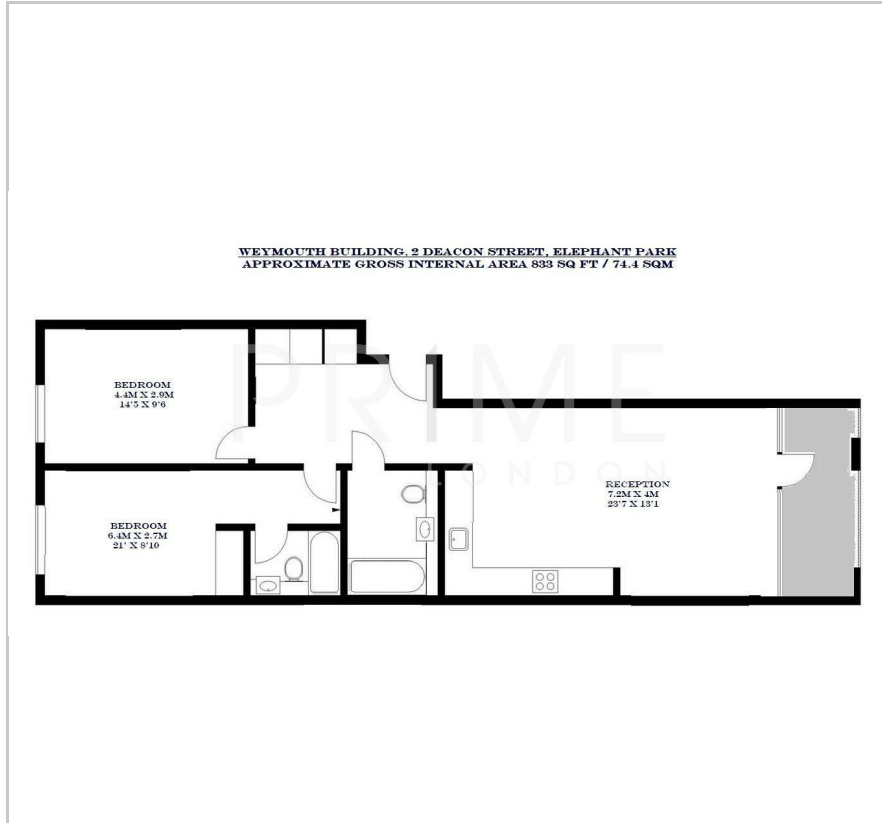 WEYMOUTH BUILDING, 2 DEACON STREET, ELEPHANT PARK
APPROXIMATE GROSS INTERNAL AREA 833 SQ FT / 74.4 SQM
PRIME
LONDON
BEDROOM
4.4M X 2.9M
14'5 X 9'6
BEDROOM
6.4M X 2.7M
21' X 8'10
RECEPTION
7.2M X 4M
23'7 X 13'1